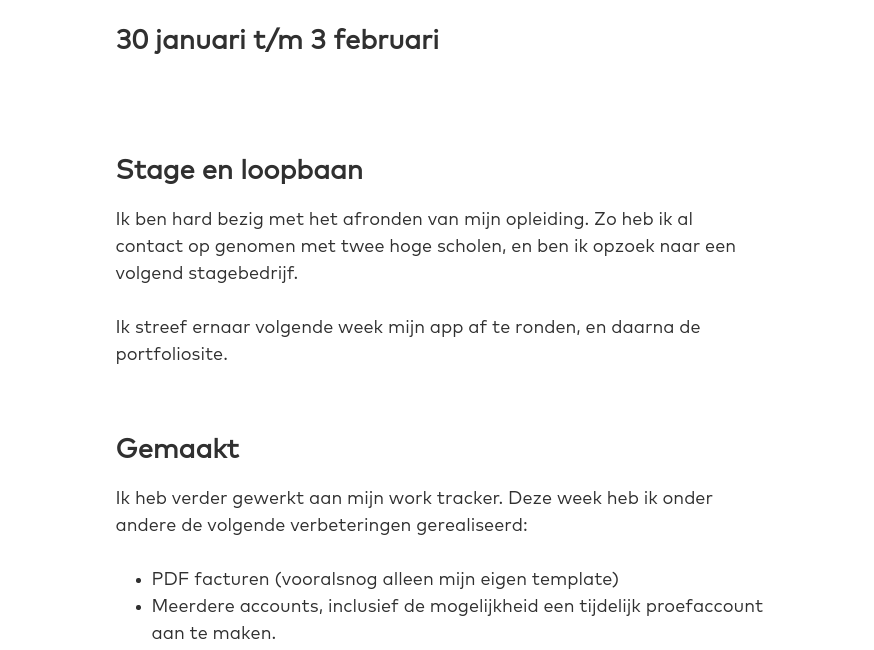 30 januari t/m 3 februari
Stage en loopbaan
Ik ben hard bezig met het afronden van mijn opleiding. Zo heb ik al
contact op genomen met twee hoge scholen, en ben ik opzoek naar een
volgend stagebedrijf.
Ik streef ernaar volgende week mijn app af te ronden, en daarna de
portfoliosite.
Gemaakt
Ik heb verder gewerkt aan mijn work tracker. Deze week heb ik onder
andere de volgende verbeteringen gerealiseerd:
• PDF facturen (vooralsnog alleen mijn eigen template)
• Meerdere accounts, inclusief de mogelijkheid een tijdelijk proefaccount
aan te maken.